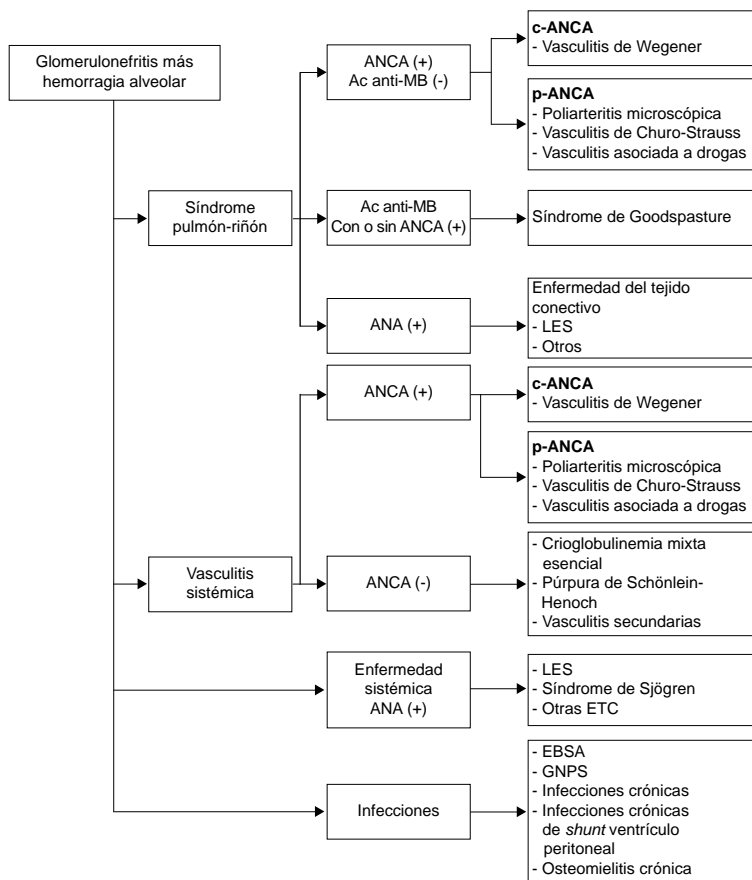 Glomerulonefritis más
hemorragia alveolar
Síndrome
pulmón-riñón
ANCA (+)
Ac anti-MB (-)
c-ANCA
- Vasculitis de Wegener
p-ANCA
- Poliarteritis microscópica
- Vasculitis de Churo-Strauss
- Vasculitis asociada a drogas
Ac anti-MB
Con o sin ANCA (+)
Síndrome de Goodspasture
ANA (+)
Enfermedad del tejido
conectivo
- LES
- Otros
Vasculitis
sistémica
ANCA (+)
c-ANCA
- Vasculitis de Wegener
p-ANCA
- Poliarteritis microscópica
- Vasculitis de Churo-Strauss
- Vasculitis asociada a drogas
ANCA (-)
- Crioglobulinemia mixta
esencial
- Púrpura de Schönlein-
Henoch
- Vasculitis secundarias
Enfermedad
sistémica
ANA (+)
- LES
- Síndrome de Sjögren
- Otras ETC
Infecciones
- EBSA
- GNPS
- Infecciones crónicas
- Infecciones crónicas
de shunt ventrículo
peritoneal
- Osteomielitis crónica